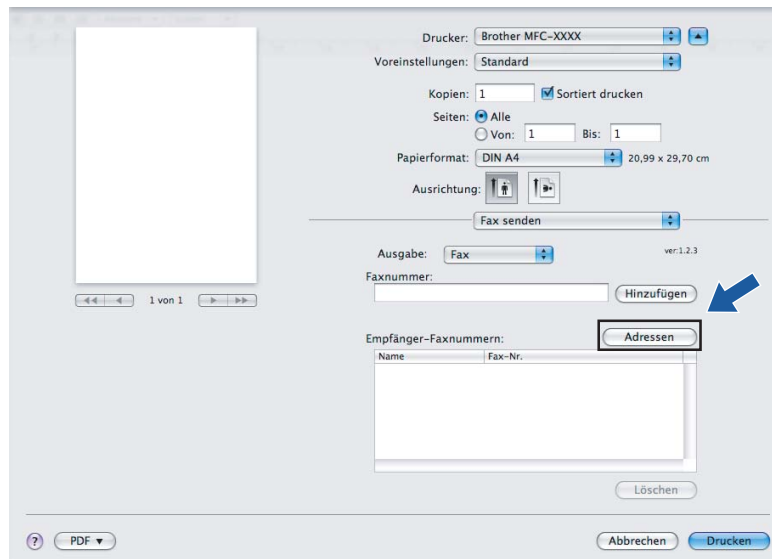 Drucker: Brother MFC-XXXX
Voreinstellungen: Standard
Kopien: 1 Sortiert drucken
Seiten: Alle
Von: 1 Bis: 1
Papierformat: DIN A4 20,99 x 29,70 cm
Ausrichtung:
Fax senden
Ausgabe: Fax ver:1.2.3
Faxnummer:
Hinzufügen
1 von 1
Empfänger-Faxnummern: Adressen
Name Fax-Nr.
Löschen
? PDF Abbrechen Drucken